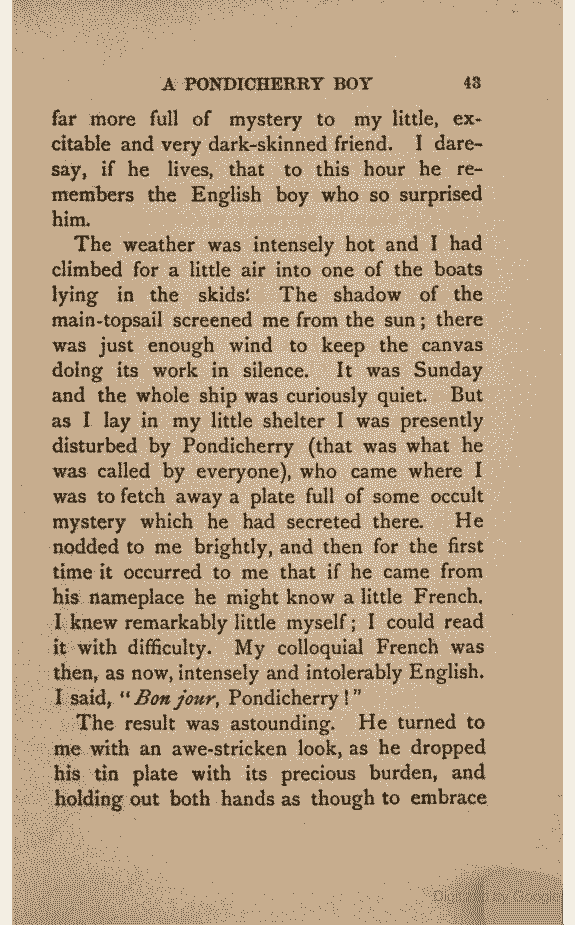 A PONDICHERRY BOY 43
far more full of mystery to my little, ex-
citable and very dark-skinned friend. I dare-
say, if he lives, that to this hour he re-
members the English boy who so surprised
him.
The weather was intensely hot and I had
climbed for a little air into one of the boats
lying in the skids. The shadow of the
main-topsail screened me from the sun; there
was just enough wind to keep the canvas
doing its work in silence. It was Sunday
and the whole ship was curiously quiet. But
as I lay in my little shelter I was presently
disturbed by Pondicherry (that was what he
was called by everyone), who came where I
was to fetch away a plate full of some occult
mystery which he had secreted there. He
nodded to me brightly, and then for the first
time it occurred to me that if he came from
his nameplace he might know a little French.
I knew remarkably little myself; I could read
it with difficulty. My colloquial French was
then, as now, intensely and intolerably English.
I said, "Bon jour, Pondicherry!"
The result was astounding. He turned to
me with an awe-stricken look, as he dropped
his tin plate with its precious burden, and
holding out both hands as though to embrace
Digitized by Google